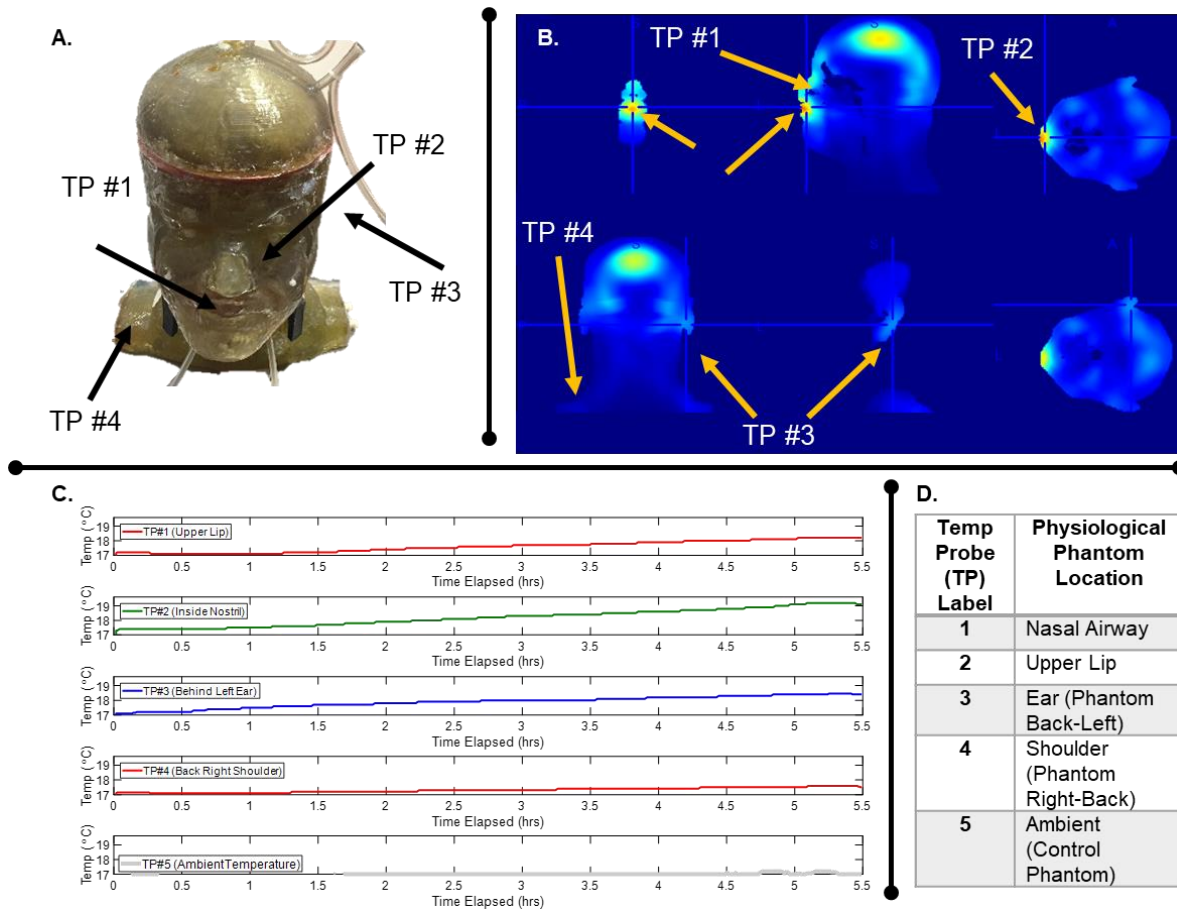 A.
TP #1
TP #2
TP #3
TP #4
B.
TP #1
TP #2
S
A
TP #4
S
A
TP #3
C.
Temp (°C)
19
18
17
TP#1 (Upper Lip)
0 0.5 1 1.5 2 2.5 3 3.5 4 4.5 5 5.5
Time Elapsed (hrs)
Temp (°C)
19
18
17
TP#2 (Inside Nostril)
0 0.5 1 1.5 2 2.5 3 3.5 4 4.5 5 5.5
Time Elapsed (hrs)
Temp (°C)
19
18
17
TP#3 (Behind Left Ear)
0 0.5 1 1.5 2 2.5 3 3.5 4 4.5 5 5.5
Time Elapsed (hrs)
Temp (°C)
19
18
17
TP#4 (Back Right Shoulder)
0 0.5 1 1.5 2 2.5 3 3.5 4 4.5 5 5.5
Time Elapsed (hrs)
Temp (°C)
19
18
17
TP#5 (Ambient Temperature)
0 0.5 1 1.5 2 2.5 3 3.5 4 4.5 5 5.5
Time Elapsed (hrs)
D.
Temp Physiological
Probe Phantom
(TP) Location
Label
1 Nasal Airway
2 Upper Lip
3 Ear (Phantom
Back-Left)
4 Shoulder
(Phantom
Right-Back)
5 Ambient
(Control
Phantom)